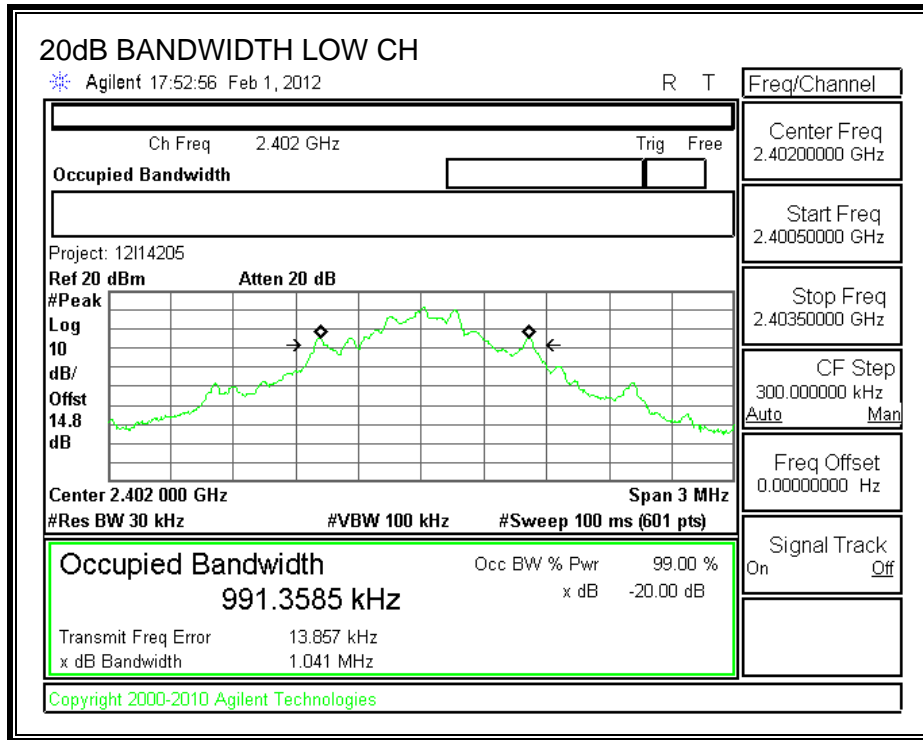 20dB BANDWIDTH LOW CH
Agilent 17:52:56 Feb 1, 2012 R T
Ch Freq 2.402 GHz Trig Free
Occupied Bandwidth
Project: 12I14205
Ref 20 dBm Atten 20 dB
#Peak
Log
10
dB/
Offst
14.8
dB
Center 2.402 000 GHz Span 3 MHz
#Res BW 30 kHz #VBW 100 kHz #Sweep 100 ms (601 pts)
Occupied Bandwidth Occ BW % Pwr 99.00 %
991.3585 kHz x dB -20.00 dB
Transmit Freq Error 13.857 kHz
x dB Bandwidth 1.041 MHz
Copyright 2000-2010 Agilent Technologies
Freq/Channel
Center Freq
2.40200000 GHz
Start Freq
2.40050000 GHz
Stop Freq
2.40350000 GHz
CF Step
300.000000 kHz
Auto Man
Freq Offset
0.00000000 Hz
Signal Track
On Off